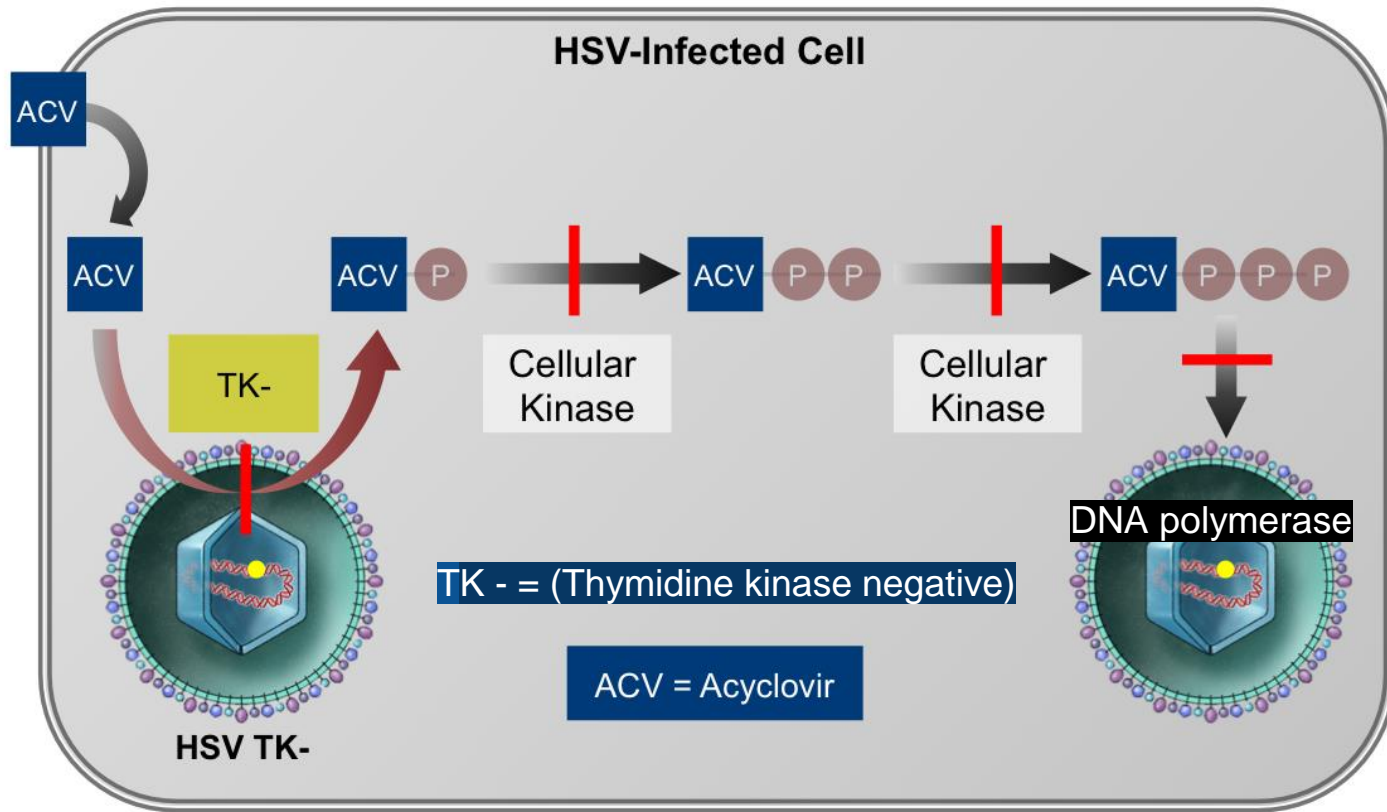 HSV-Infected Cell
ACV
ACV
ACV P
ACV P P
ACV P P P
TK-
Cellular
Kinase
Cellular
Kinase
DNA polymerase
TK - = (Thymidine kinase negative)
ACV = Acyclovir
HSV TK-